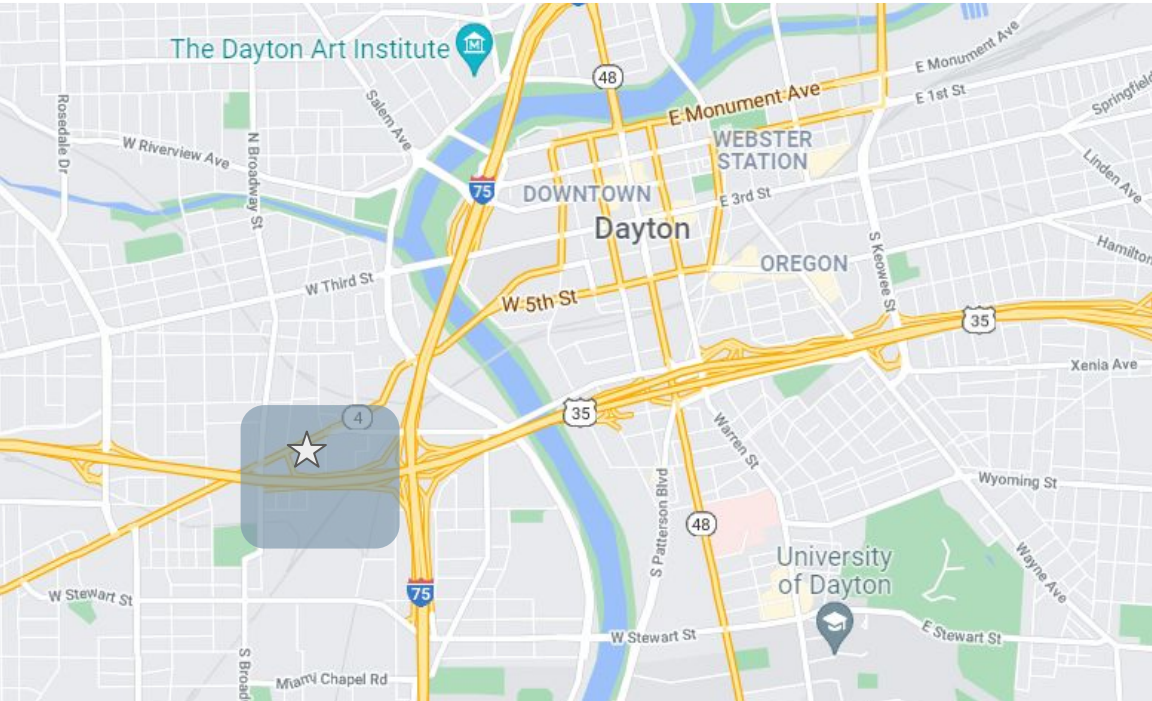 The Dayton Art Institute
48
E Monument Ave
E Monument Ave
E 1st St
Springfield
Rosedale Dr
Salem Ave
N Broadway St
W Riverview Ave
WEBSTER
STATION
Linden Ave
75
DOWNTOWN
E 3rd St
Dayton
S Keowee St
Hamilton
OREGON
W Third St
W 5th St
35
Xenia Ave
4
35
Warren St
S Patterson Blvd
Wyoming St
48
University
of Dayton
Wayne Ave
75
W Stewart St
W Stewart St
E Stewart St
S Broad
Miami Chapel Rd